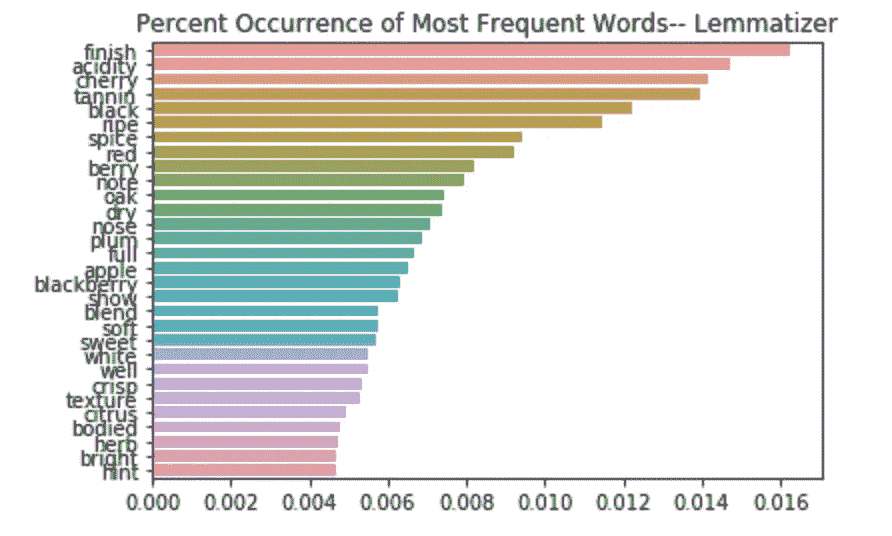 Percent Occurrence of Most Frequent Words-- Lemmatizer
finish
acidity
cherry
tannin
black
ripe
spice
red
berry
note
oak
dry
nose
plum
full
apple
blackberry
show
blend
soft
sweet
white
well
crisp
texture
citrus
bodied
herb
bright
hint
0.000 0.002 0.004 0.006 0.008 0.010 0.012 0.014 0.016